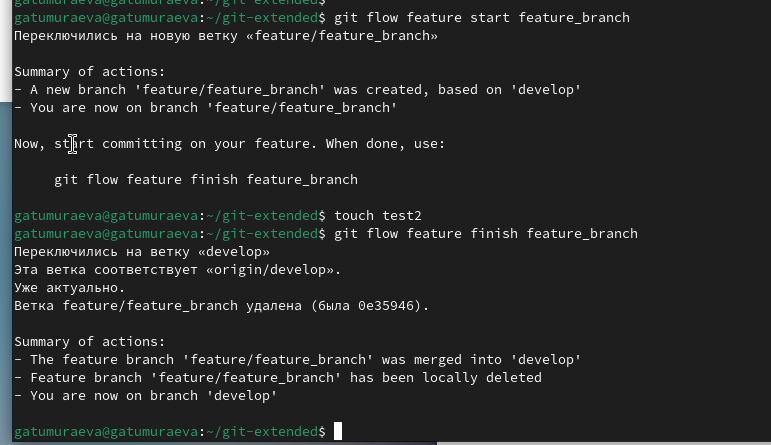 gatumuraeva@gatumuraeva:~/git-extended$
gatumuraeva@gatumuraeva:~/git-extended$ git flow feature start feature_branch
Переключились на новую ветку «feature/feature_branch»
Summary of actions:
- A new branch 'feature/feature_branch' was created, based on 'develop'
- You are now on branch 'feature/feature_branch'
Now, start committing on your feature. When done, use:
git flow feature finish feature_branch
gatumuraeva@gatumuraeva:~/git-extended$ touch test2
gatumuraeva@gatumuraeva:~/git-extended$ git flow feature finish feature_branch
Переключились на ветку «develop»
Эта ветка соответствует «origin/develop».
Уже актуально.
Ветка feature/feature_branch удалена (была 0e35946).
Summary of actions:
- The feature branch 'feature/feature_branch' was merged into 'develop'
- Feature branch 'feature/feature_branch' has been locally deleted
- You are now on branch 'develop'
gatumuraeva@gatumuraeva:~/git-extended$